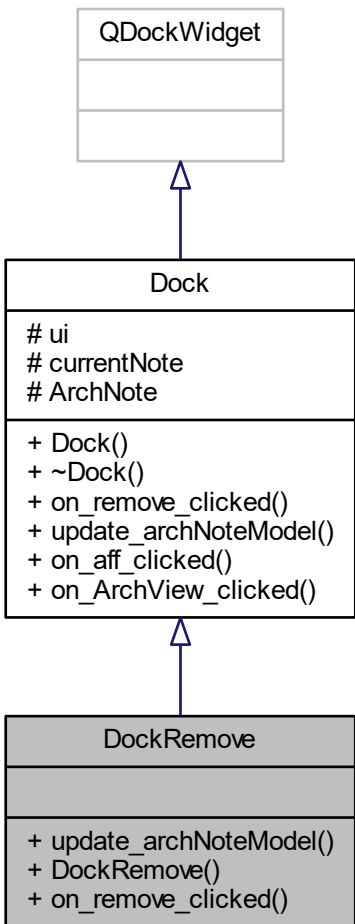 QDockWidget
Dock
# ui
# currentNote
# ArchNote
+ Dock()
+ ~Dock()
+ on_remove_clicked()
+ update_archNoteModel()
+ on_aff_clicked()
+ on_ArchView_clicked()
DockRemove
+ update_archNoteModel()
+ DockRemove()
+ on_remove_clicked()